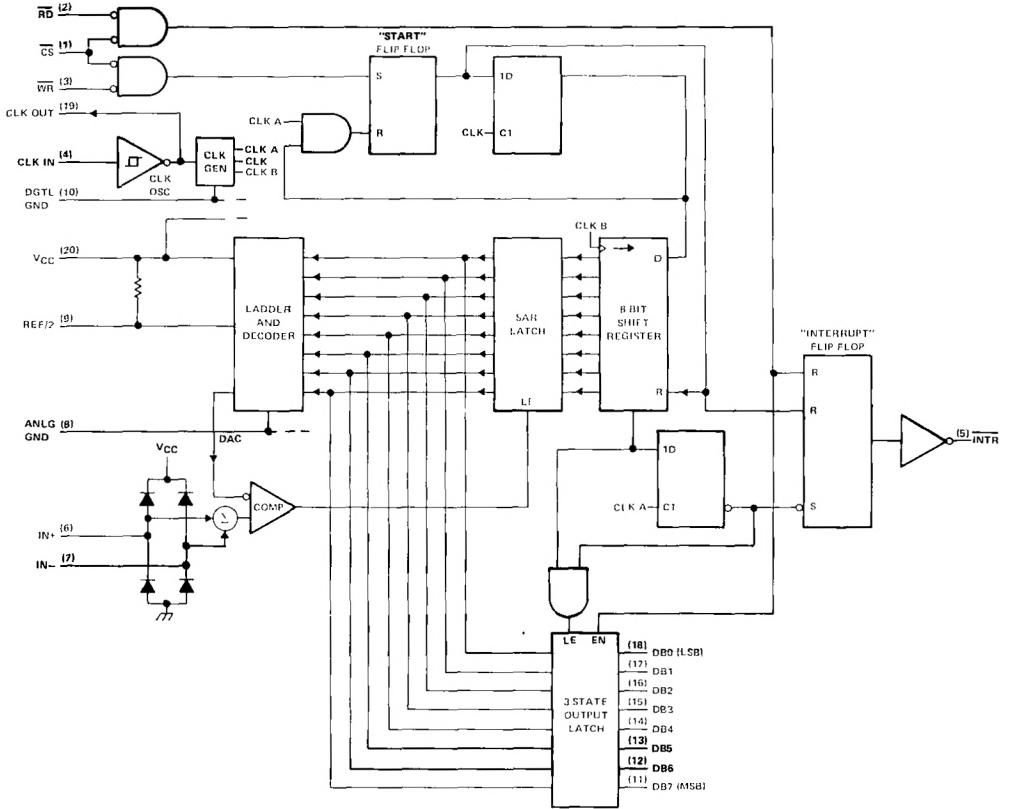 RD (2)
CS (1)
WR (3)
CLK OUT (19)
CLK IN (4)
CLK OSC
CLK GEN
CLK A
CLK
CLK B
DGTL GND (10)
"START"
FLIP FLOP
S
R
CLK A
1D
CLK C1
VCC (20)
REF/2 (9)
LADDER
AND
DECODER
SAR
LATCH
LE
CLK B
D
8 BIT
SHIFT
REGISTER
R
"INTERRUPT"
FLIP FLOP
R
R
S
(5) INTR
ANLG GND (8)
DAC
VCC
COMP
Σ
IN+ (6)
IN– (7)
1D
CLK A C1
LE EN
3 STATE
OUTPUT
LATCH
(18) DB0 (LSB)
(17) DB1
(16) DB2
(15) DB3
(14) DB4
(13) DB5
(12) DB6
(11) DB7 (MSB)